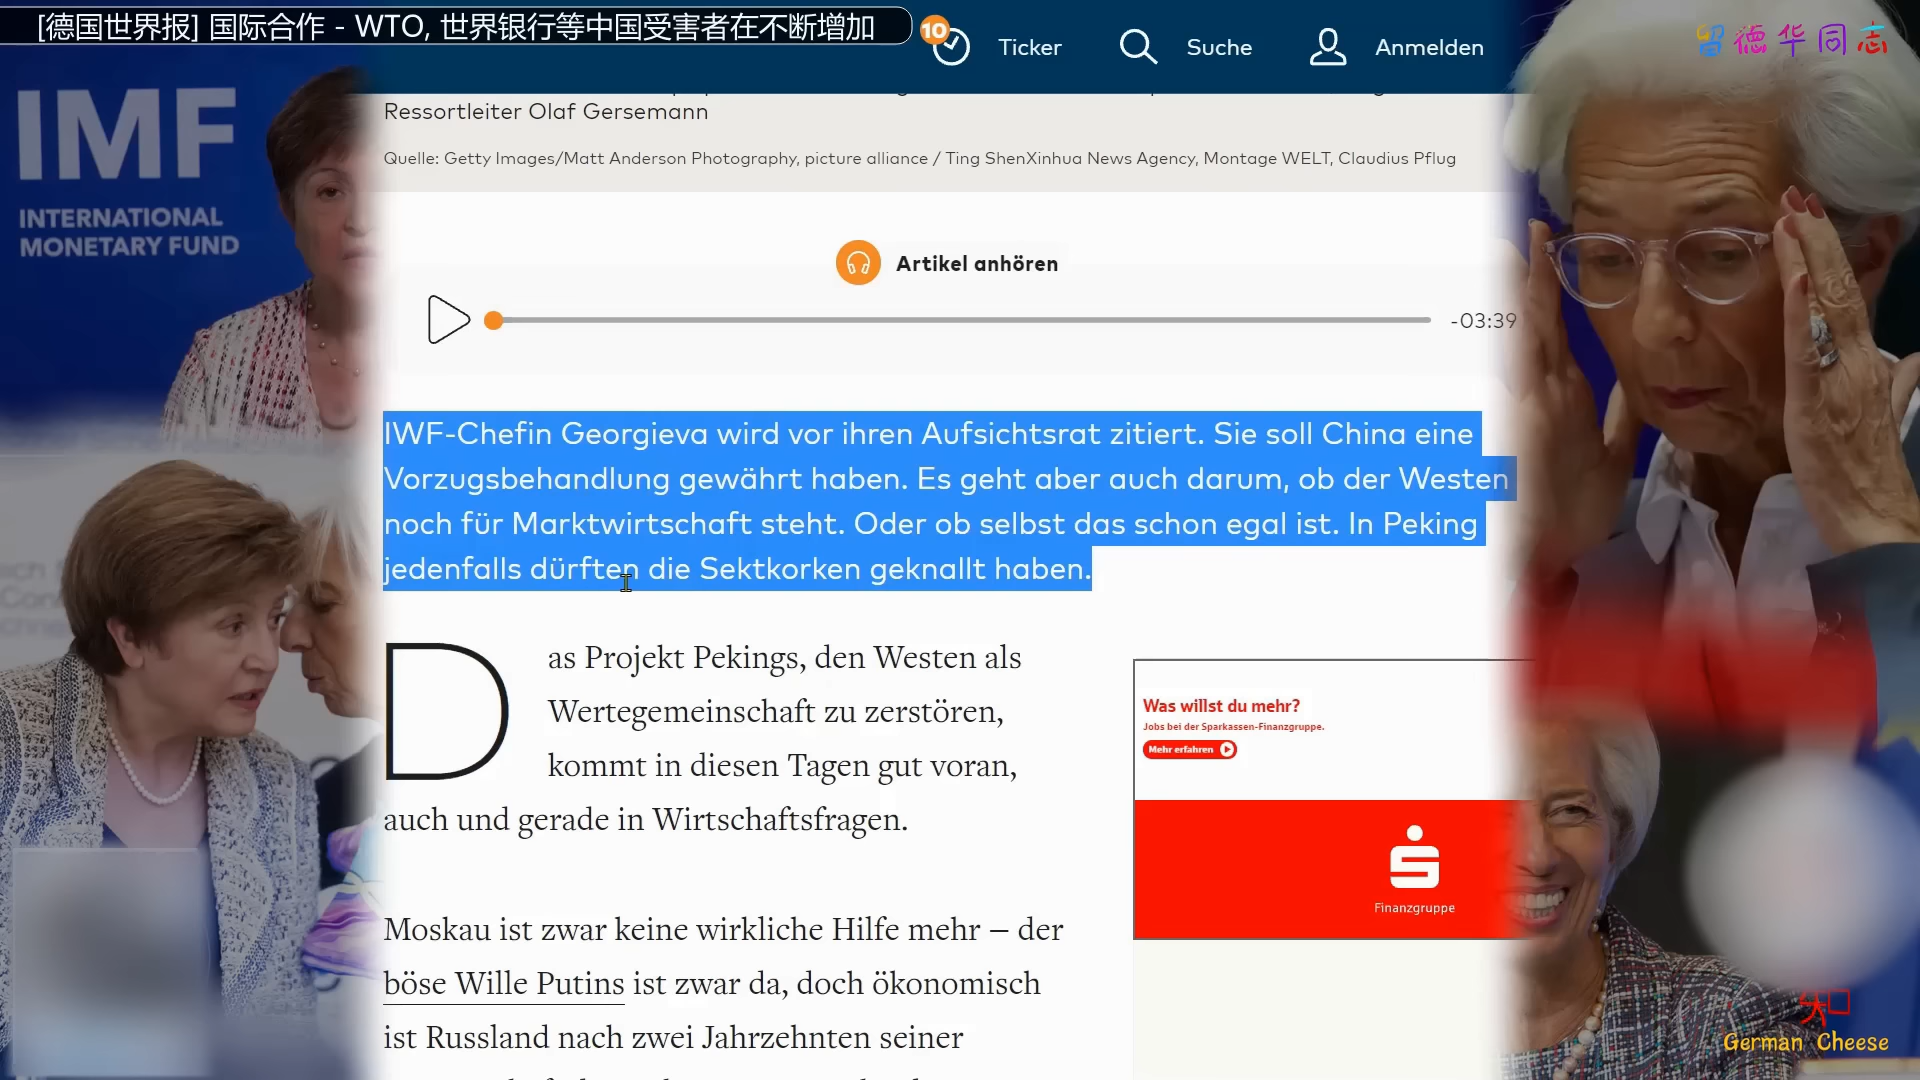 [德国世界报] 国际合作 - WTO, 世界银行等中国受害者在不断增加
10
Ticker
Suche
Anmelden
留德华同志
IMF
INTERNATIONAL
MONETARY FUND
Ressortleiter Olaf Gersemann
Quelle: Getty Images/Matt Anderson Photography, picture alliance / Ting ShenXinhua News Agency, Montage WELT, Claudius Pflug
Artikel anhören
-03:39
IWF-Chefin Georgieva wird vor ihren Aufsichtsrat zitiert. Sie soll China eine
Vorzugsbehandlung gewährt haben. Es geht aber auch darum, ob der Westen
noch für Marktwirtschaft steht. Oder ob selbst das schon egal ist. In Peking
jedenfalls dürften die Sektkorken geknallt haben.
Das Projekt Pekings, den Westen als
Wertegemeinschaft zu zerstören,
kommt in diesen Tagen gut voran,
auch und gerade in Wirtschaftsfragen.
Moskau ist zwar keine wirkliche Hilfe mehr – der
böse Wille Putins ist zwar da, doch ökonomisch
ist Russland nach zwei Jahrzehnten seiner
Was willst du mehr?
Jobs bei der Sparkassen-Finanzgruppe.
Mehr erfahren
Finanzgruppe
German Cheese